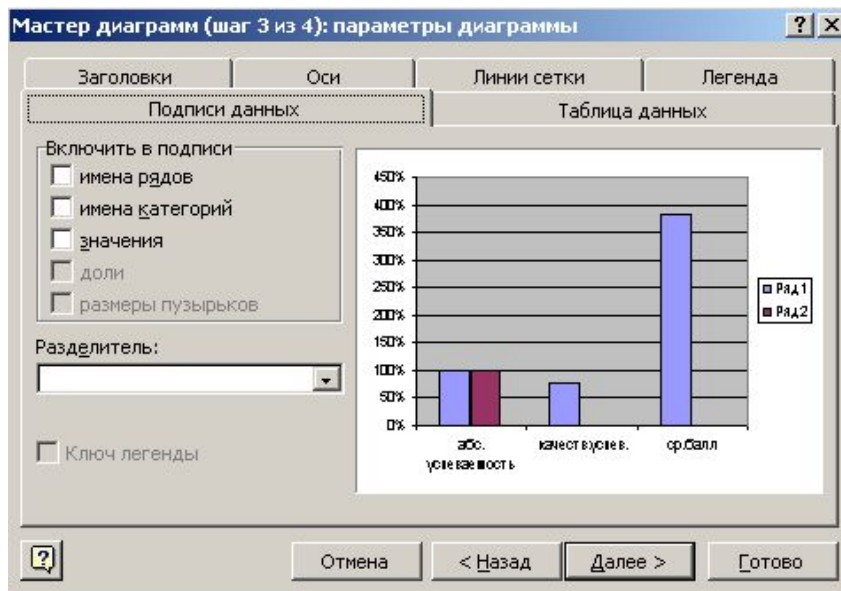 Мастер диаграмм (шаг 3 из 4): параметры диаграммы
Заголовки
Оси
Линии сетки
Легенда
Подписи данных
Таблица данных
Включить в подписи
имена рядов
имена категорий
значения
доли
размеры пузырьков
Разделитель:
Ключ легенды
450%
400%
350%
300%
250%
200%
150%
100%
50%
0%
абс.
успеваемость
качеств.успев.
ср.балл
Ряд1
Ряд2
Отмена
< Назад
Далее >
Готово